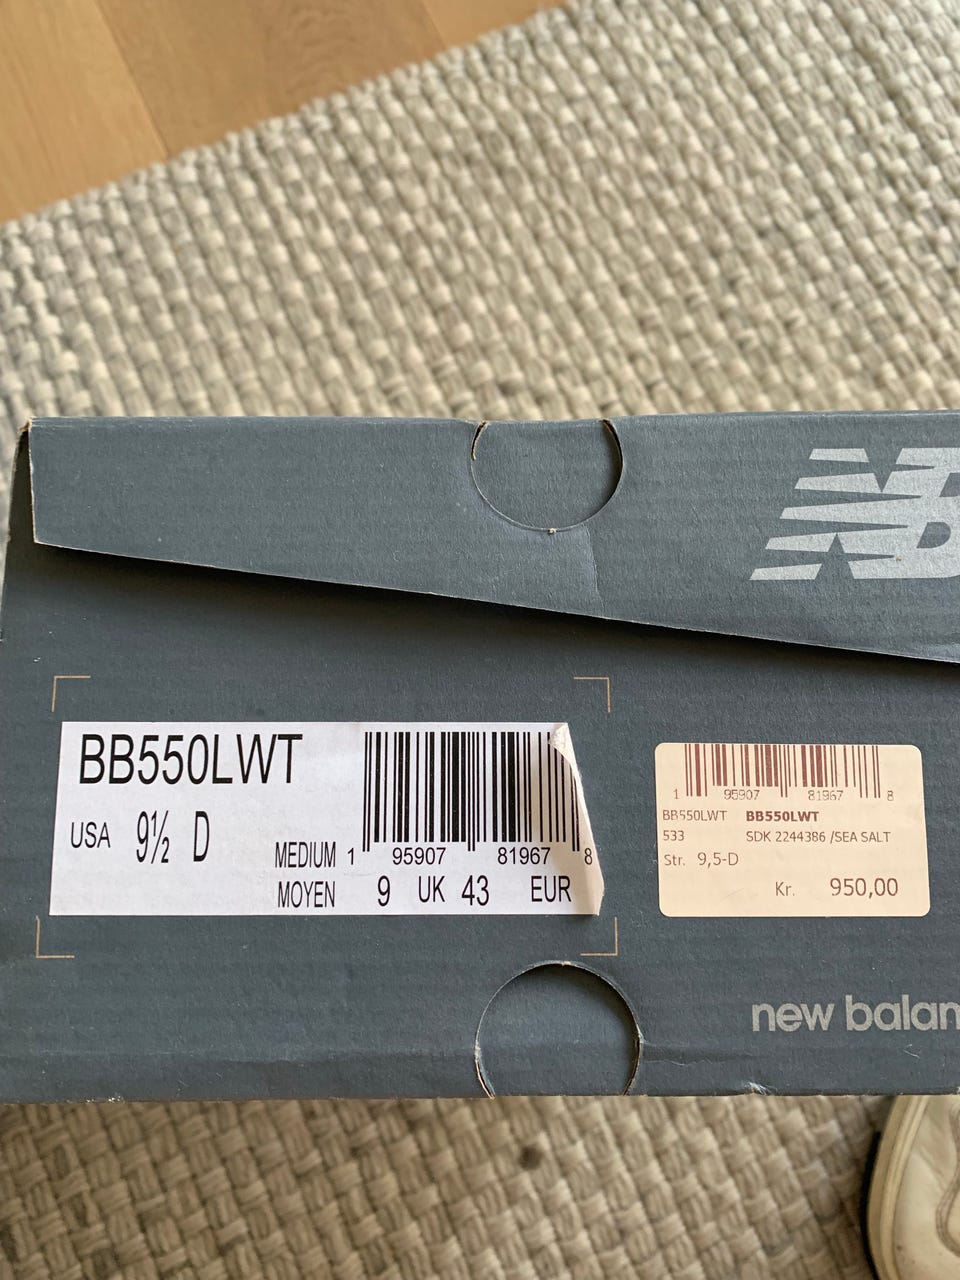 NB
BB550LWT
USA 9½ D
MEDIUM
MOYEN
1 95907 81967 8
9 UK 43 EUR
1 95907 81967 8
BB550LWT BB550LWT
533 SDK 2244386 /SEA SALT
Str. 9,5-D
Kr. 950,00
new balan